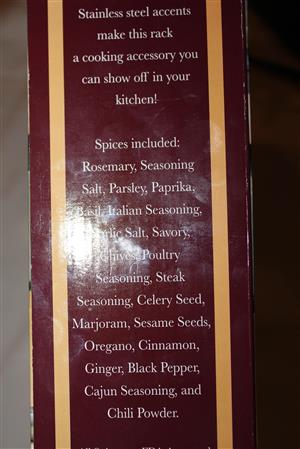 Stainless steel accents
make this rack
a cooking accessory you
can show off in your
kitchen!
Spices included:
Rosemary, Seasoning
Salt, Parsley, Paprika,
Basil, Italian Seasoning,
Garlic Salt, Savory,
Chives, Poultry
Seasoning, Steak
Seasoning, Celery Seed,
Marjoram, Sesame Seeds,
Oregano, Cinnamon,
Ginger, Black Pepper,
Cajun Seasoning, and
Chili Powder.